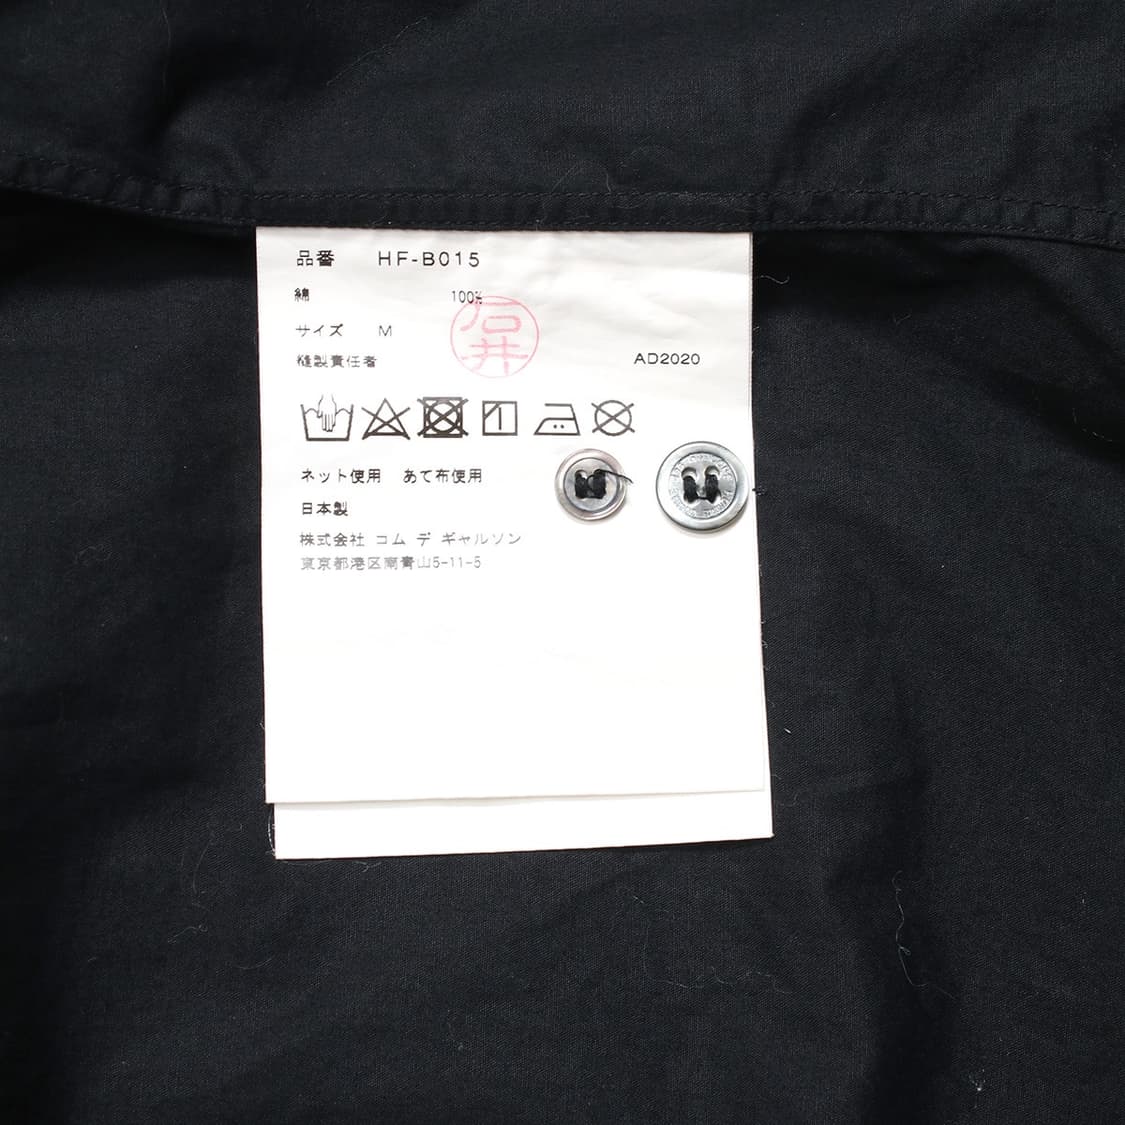 品番 HF-B015
綿 100%
石井
サイズ M
縫製責任者 AD2020
ネット使用 あて布使用
日本製
株式会社 コム デ ギャルソン
東京都港区南青山5-11-5